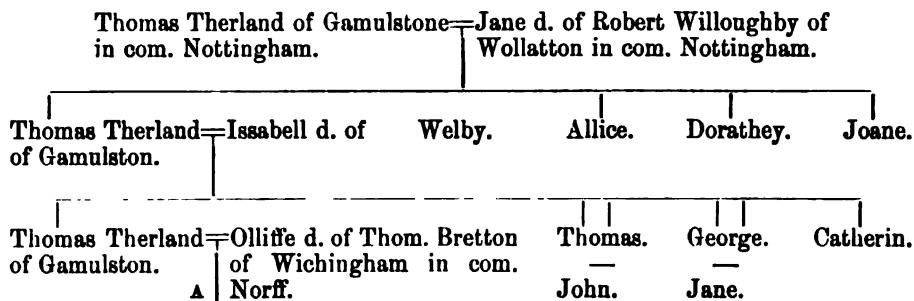 Thomas Therland of Gamulstone=Jane d. of Robert Willoughby of
in com. Nottingham. Wollatton in com. Nottingham.
Thomas Therland=Issabell d. of Welby. Allice. Dorathey. Joane.
of Gamulston.
Thomas Therland=Olliffe d. of Thom. Bretton Thomas. George. Catherin.
of Gamulston. of Wichingham in com.
A Norff. John. Jane.